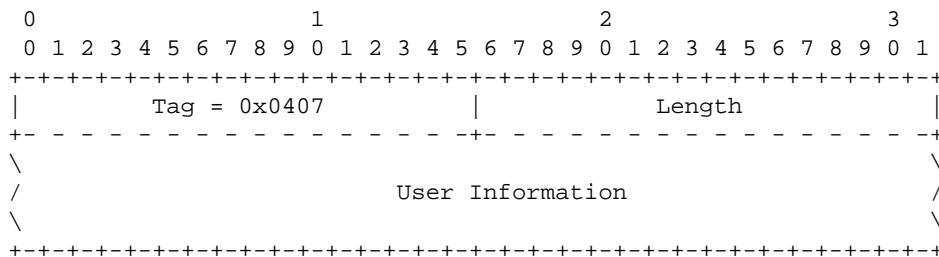 0                   1                   2                   3
 0 1 2 3 4 5 6 7 8 9 0 1 2 3 4 5 6 7 8 9 0 1 2 3 4 5 6 7 8 9 0 1
+-+-+-+-+-+-+-+-+-+-+-+-+-+-+-+-+-+-+-+-+-+-+-+-+-+-+-+-+-+-+-+-+
|         Tag = 0x0407          |            Length             |
+- - - - - - - - - - - - - - - -+- - - - - - - - - - - - - - - -+
\                                                               \
/                          User Information                     /
\                                                               \
+-+-+-+-+-+-+-+-+-+-+-+-+-+-+-+-+-+-+-+-+-+-+-+-+-+-+-+-+-+-+-+-+